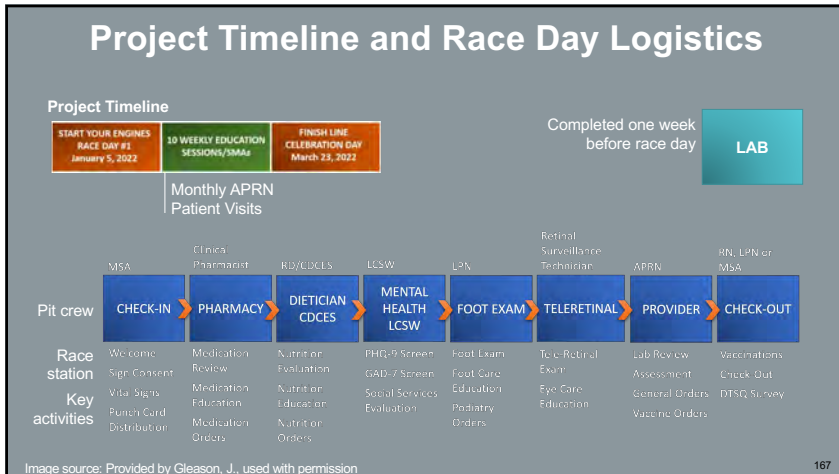 Project Timeline and Race Day Logistics
Project Timeline
START YOUR ENGINES
RACE DAY #1
January 5, 2022
10 WEEKLY EDUCATION
SESSIONS/SMAs
FINISH LINE
CELEBRATION DAY
March 23, 2022
Monthly APRN
Patient Visits
Completed one week
before race day
LAB
Pit crew
MSA
Clinical
Pharmacist
RD/CDCES
LCSW
LPN
Retinal
Surveillance
Technician
APRN
RN, LPN or
MSA
CHECK-IN
PHARMACY
DIETICIAN
CDCES
MENTAL
HEALTH
LCSW
FOOT EXAM
TELERETINAL
PROVIDER
CHECK-OUT
Race
station
Key
activities
Welcome
Sign Consent
Vital Signs
Punch Card
Distribution
Medication
Review
Medication
Education
Medication
Orders
Nutrition
Evaluation
Nutrition
Education
Nutrition
Orders
PHQ-9 Screen
GAD-7 Screen
Social Services
Evaluation
Foot Exam
Foot Care
Education
Podiatry
Orders
Tele-Retinal
Exam
Eye Care
Education
Lab Review
Assessment
General Orders
Vaccine Orders
Vaccinations
Check-Out
DTSQ Survey
Image source: Provided by Gleason, J., used with permission
167